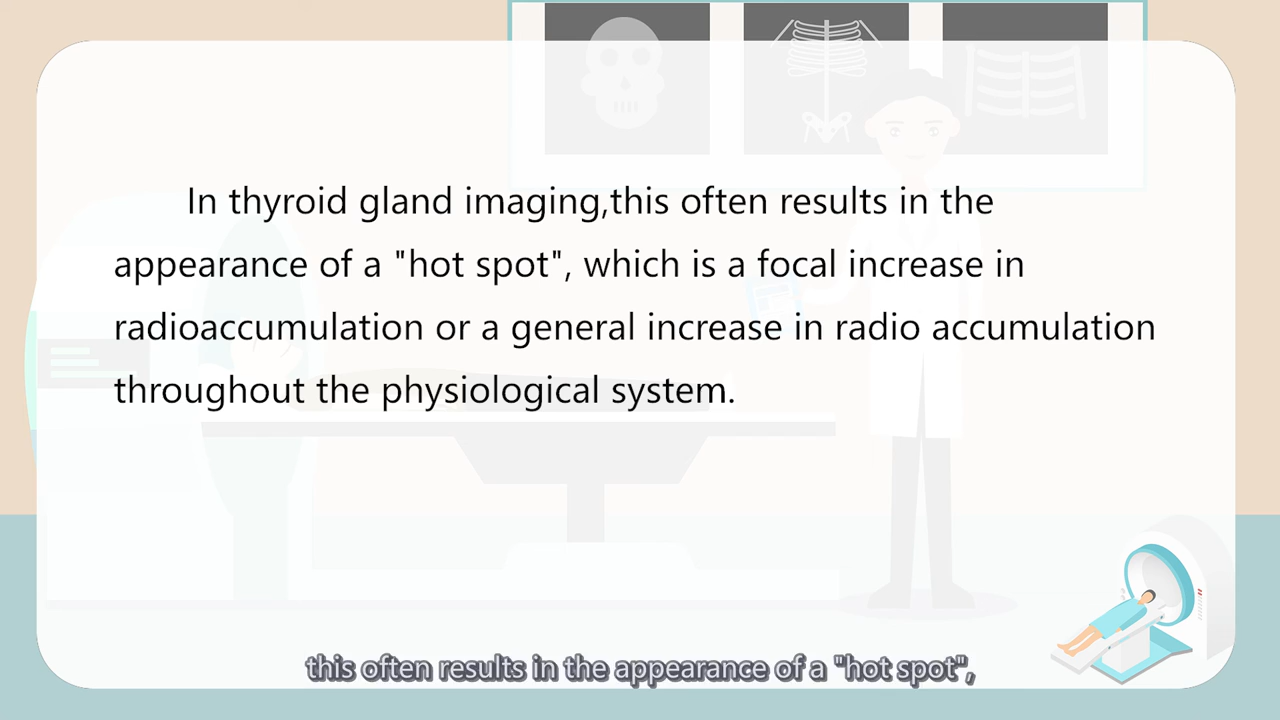 In thyroid gland imaging,this often results in the
appearance of a "hot spot", which is a focal increase in
radioaccumulation or a general increase in radio accumulation
throughout the physiological system.
this often results in the appearance of a "hot spot",